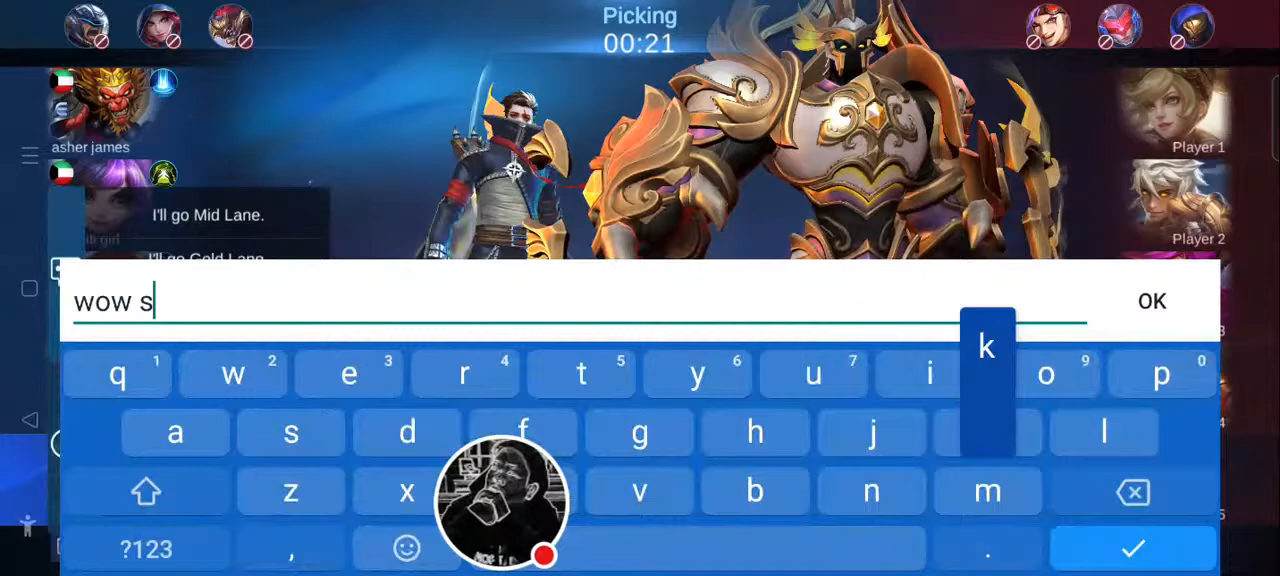 Picking
00:21
asher james
Player 1
I'll go Mid Lane.
girl
Player 2
I'll go Gold Lane
wow s
OK
k
q 1 w 2 e 3 r 4 t 5 y 6 u 7 i o 9 p 0
a s d f g h j l
z x v b n m
?123 , .